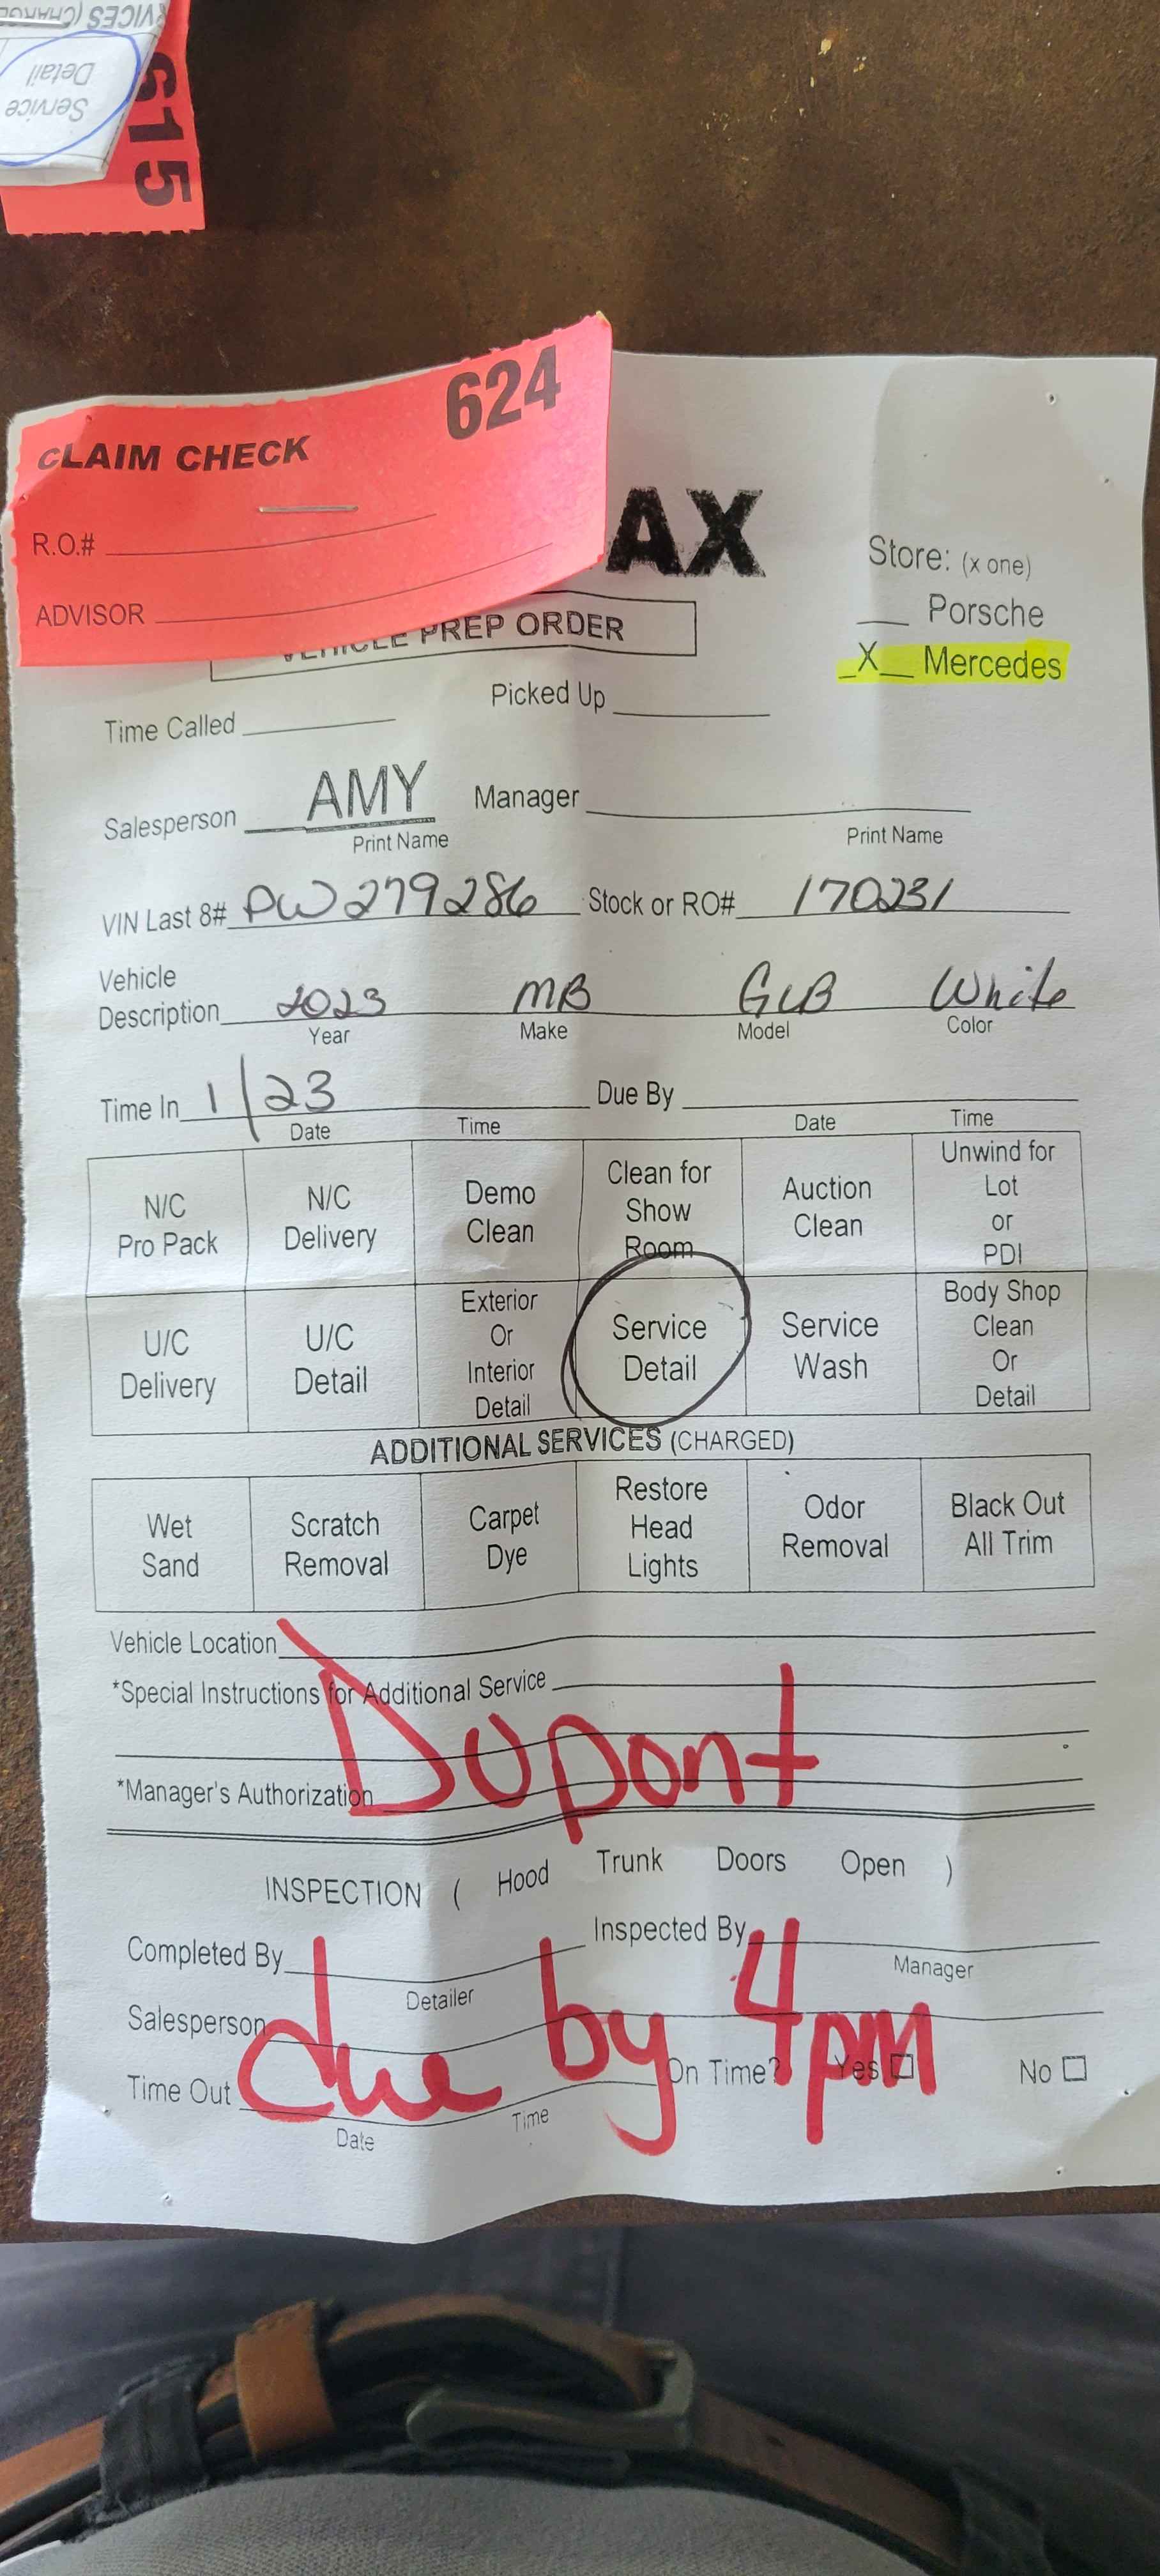 RVICES (CHARG
Service
Detail
615
CLAIM CHECK 624
R.O.#
ADVISOR
AX
VEHICLE PREP ORDER
Store: (x one)
Porsche
X Mercedes
Time Called Picked Up
Salesperson AMY Manager
Print Name Print Name
VIN Last 8# PW279286 Stock or RO# 170231
Vehicle
Description 2023 MB GLB White
Year Make Model Color
Time In 1/23 Due By
Date Time Date Time
N/C Pro Pack
N/C Delivery
Demo Clean
Clean for Show Room
Auction Clean
Unwind for Lot or PDI
U/C Delivery
U/C Detail
Exterior Or Interior Detail
Service Detail
Service Wash
Body Shop Clean Or Detail
ADDITIONAL SERVICES (CHARGED)
Wet Sand
Scratch Removal
Carpet Dye
Restore Head Lights
Odor Removal
Black Out All Trim
Vehicle Location
*Special Instructions for Additional Service
Dupont
*Manager's Authorization
INSPECTION ( Hood Trunk Doors Open )
Completed By Inspected By
Detailer Manager
Salesperson
due by 4pm
Time Out On Time? Yes ☐ No ☐
Date Time